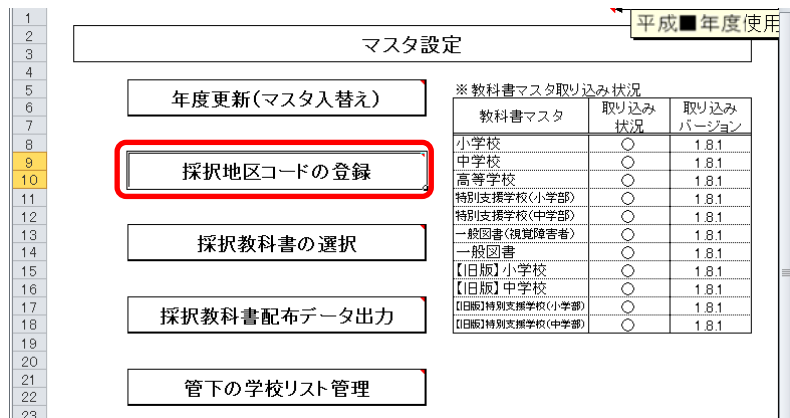 平成■年度使用
マスタ設定
年度更新(マスタ入替え)
採択地区コードの登録
採択教科書の選択
採択教科書配布データ出力
管下の学校リスト管理
※教科書マスタ取り込み状況
教科書マスタ 取り込み状況 取り込みバージョン
小学校 ○ 1.8.1
中学校 ○ 1.8.1
高等学校 ○ 1.8.1
特別支援学校(小学部) ○ 1.8.1
特別支援学校(中学部) ○ 1.8.1
一般図書(視覚障害者) ○ 1.8.1
一般図書 ○ 1.8.1
【旧版】小学校 ○ 1.8.1
【旧版】中学校 ○ 1.8.1
【旧版】特別支援学校(小学部) ○ 1.8.1
【旧版】特別支援学校(中学部) ○ 1.8.1
1
2
3
4
5
6
7
8
9
10
11
12
13
14
15
16
17
18
19
20
21
22
23